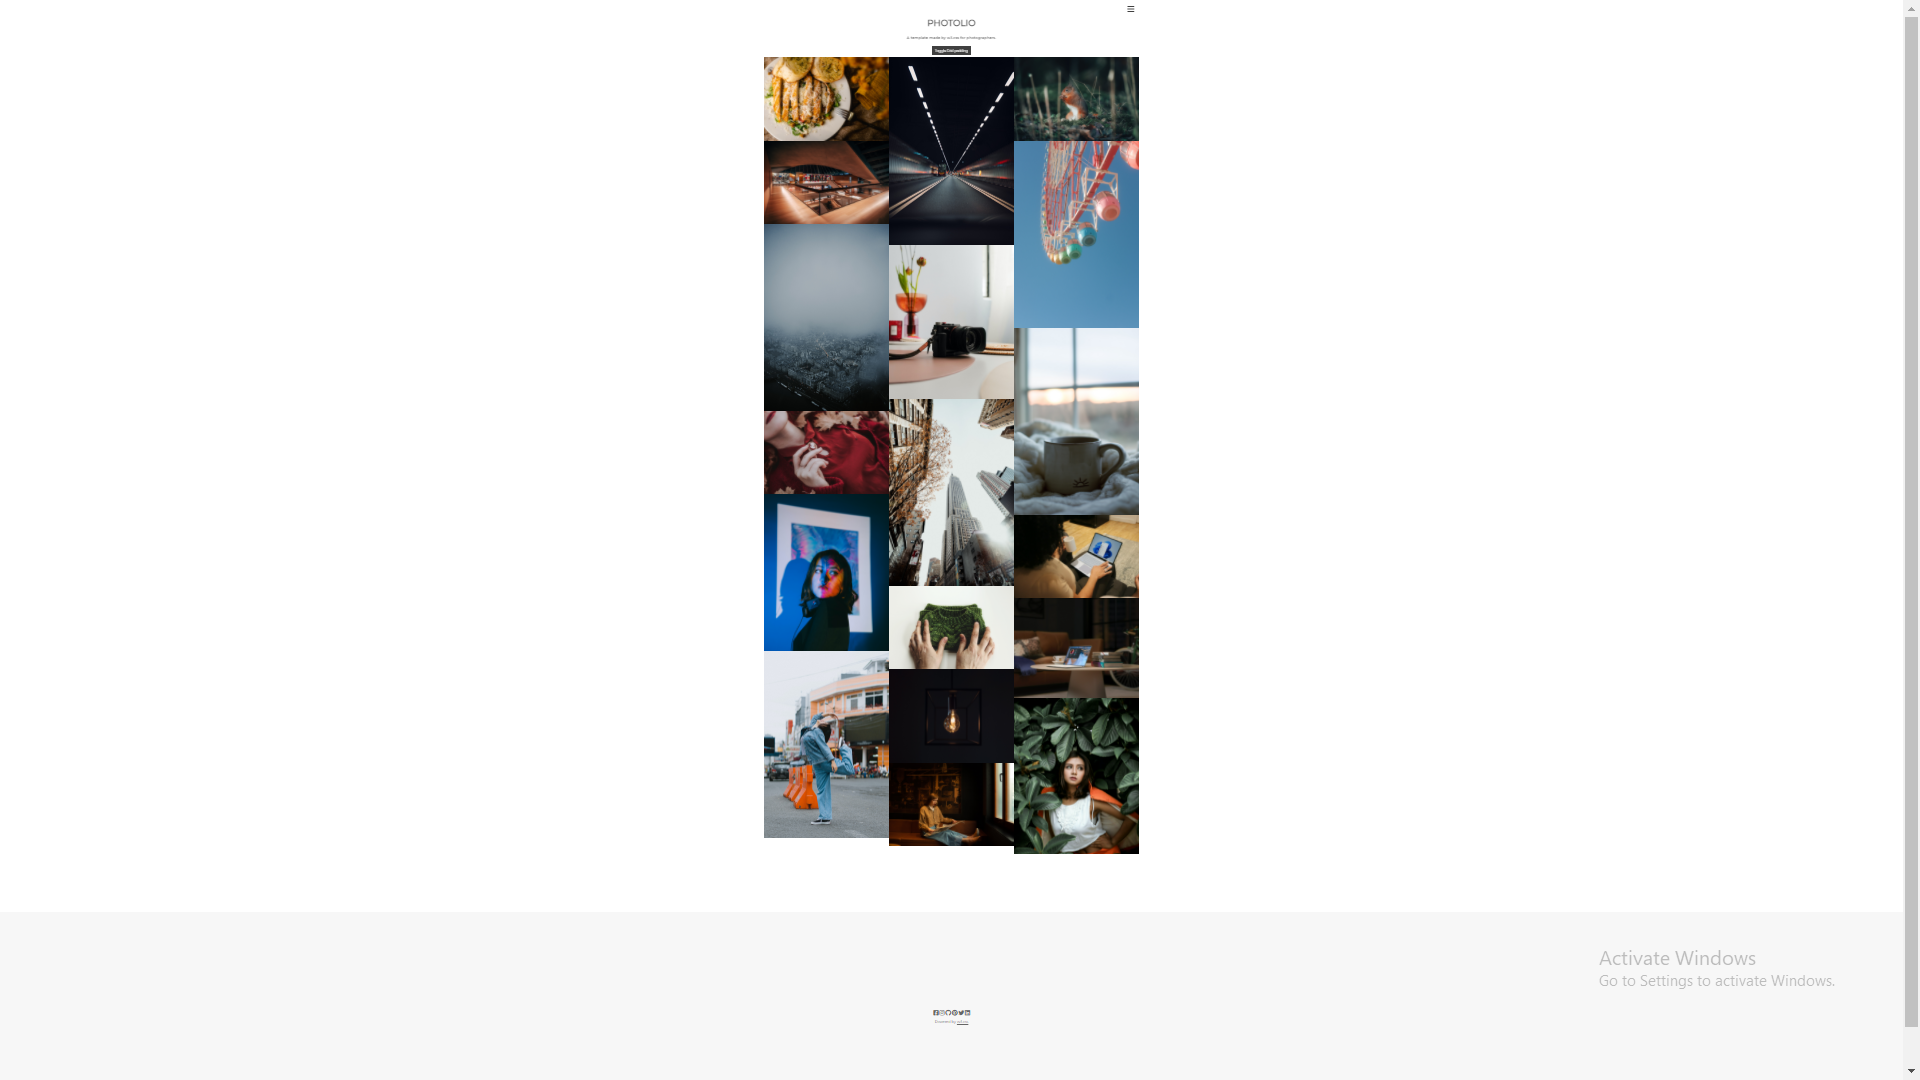 PHOTOLIO
A template made by w3.css for photographers
Toggle Grid padding
Activate Windows
Go to Settings to activate Windows.
Powered by w3.css